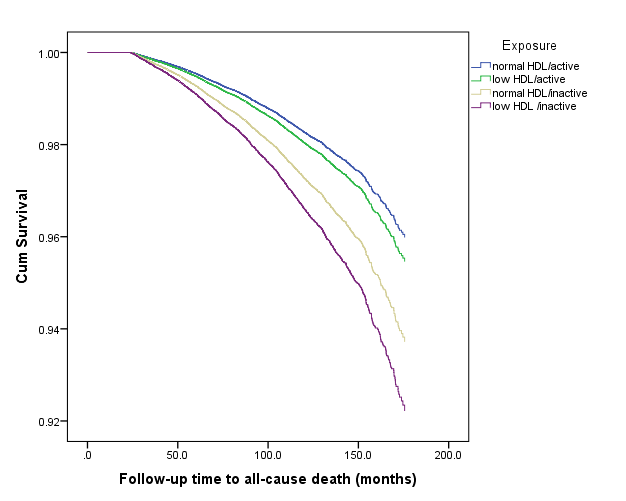 Exposure
normal HDL/active
low HDL/active
normal HDL/inactive
low HDL /inactive
Cum Survival
1.00
0.98
0.96
0.94
0.92
.0 50.0 100.0 150.0 200.0
Follow-up time to all-cause death (months)